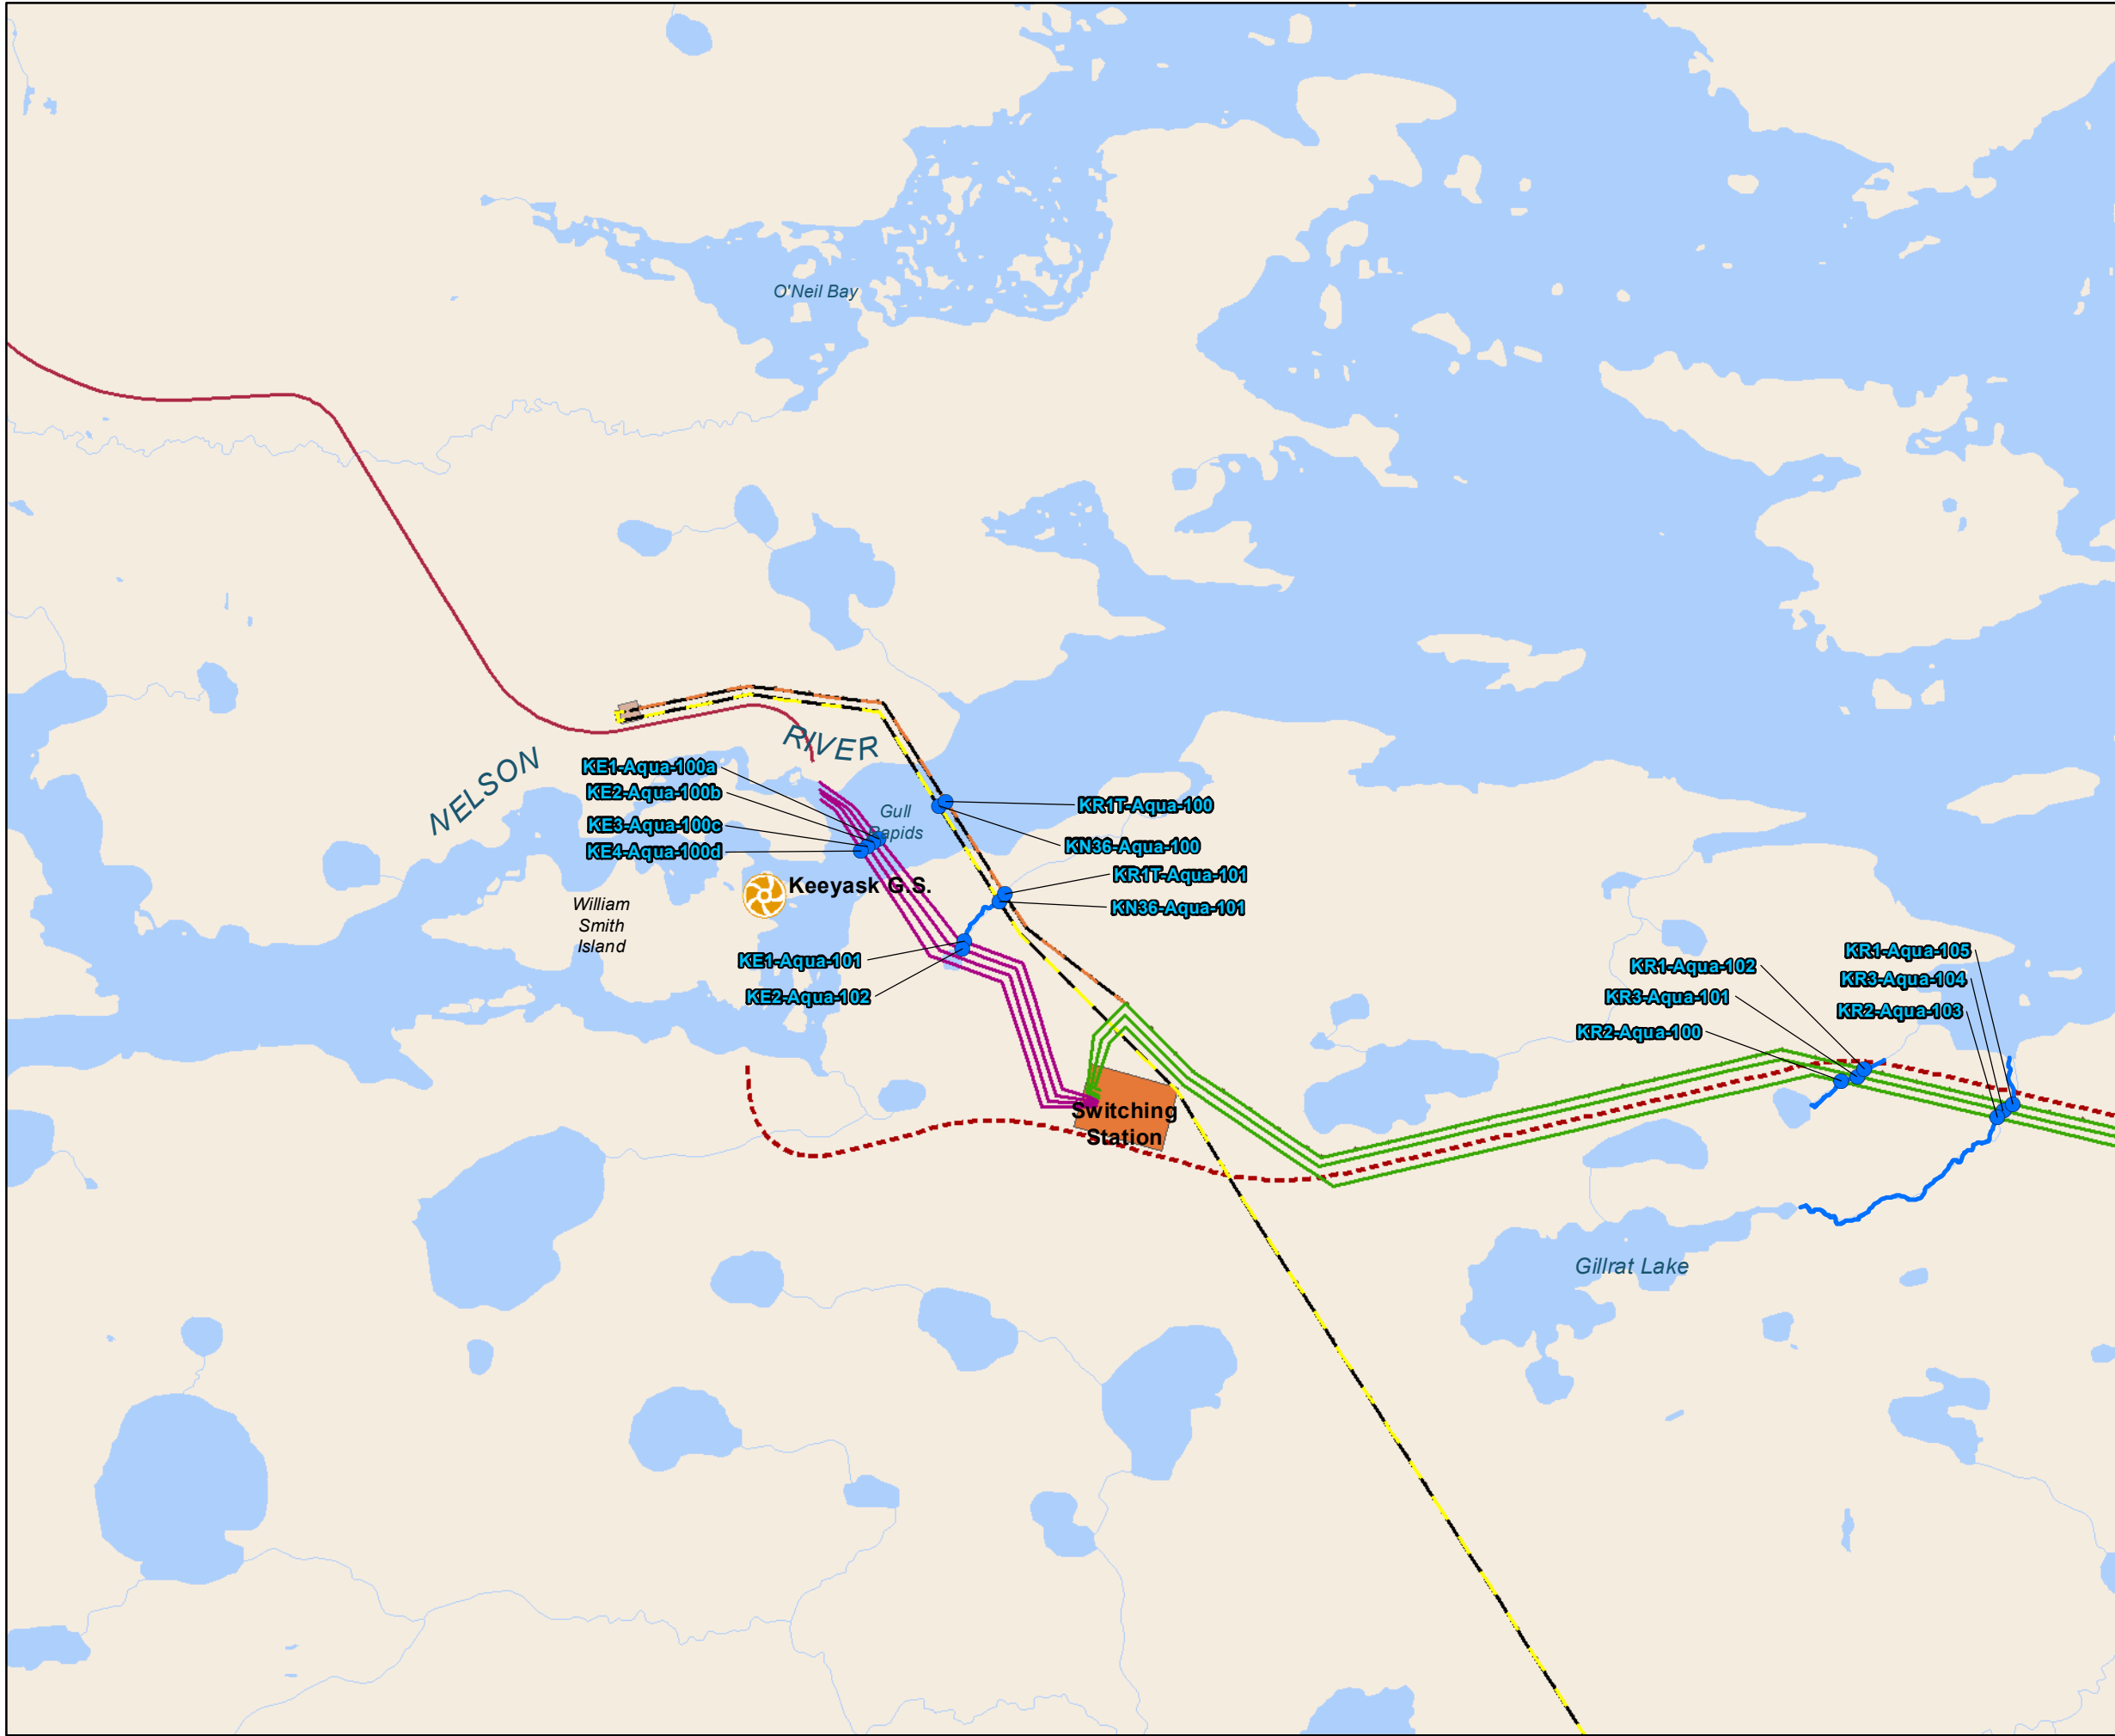 O'Neil Bay
NELSON
RIVER
KE1-Aqua-100a
KE2-Aqua-100b
KE3-Aqua-100c
KE4-Aqua-100d
Gull
Rapids
KR1T-Aqua-100
KN36-Aqua-100
KR1T-Aqua-101
KN36-Aqua-101
Keeyask G.S.
William
Smith
Island
KE1-Aqua-101
KE2-Aqua-102
KR1-Aqua-102
KR3-Aqua-101
KR2-Aqua-100
KR1-Aqua-105
KR3-Aqua-104
KR2-Aqua-103
Switching
Station
Gillrat Lake